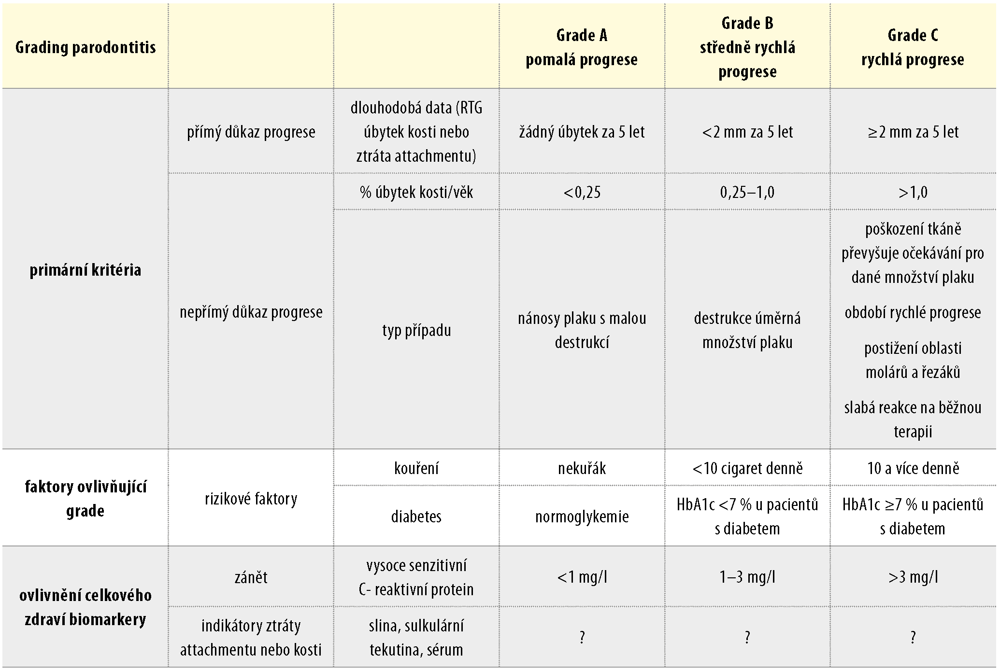 Grading parodontitis
Grade A
pomalá progrese
Grade B
středně rychlá
progrese
Grade C
rychlá progrese
primární kritéria
přímý důkaz progrese
dlouhodobá data (RTG
úbytek kosti nebo
ztráta attachmentu)
žádný úbytek za 5 let
<2 mm za 5 let
≥2 mm za 5 let
nepřímý důkaz progrese
% úbytek kosti/věk
<0,25
0,25–1,0
>1,0
typ případu
nánosy plaku s malou
destrukcí
destrukce úměrná
množství plaku
poškození tkáně
převyšuje očekávání pro
dané množství plaku
období rychlé progrese
postižení oblasti
molárů a řezáků
slabá reakce na běžnou
terapii
faktory ovlivňující
grade
rizikové faktory
kouření
nekuřák
<10 cigaret denně
10 a více denně
diabetes
normoglykemie
HbA1c <7 % u pacientů
s diabetem
HbA1c ≥7 % u pacientů
s diabetem
ovlivnění celkového
zdraví biomarkery
zánět
vysoce senzitivní
C- reaktivní protein
<1 mg/l
1–3 mg/l
>3 mg/l
indikátory ztráty
attachmentu nebo kosti
slina, sulkulární
tekutina, sérum
?
?
?